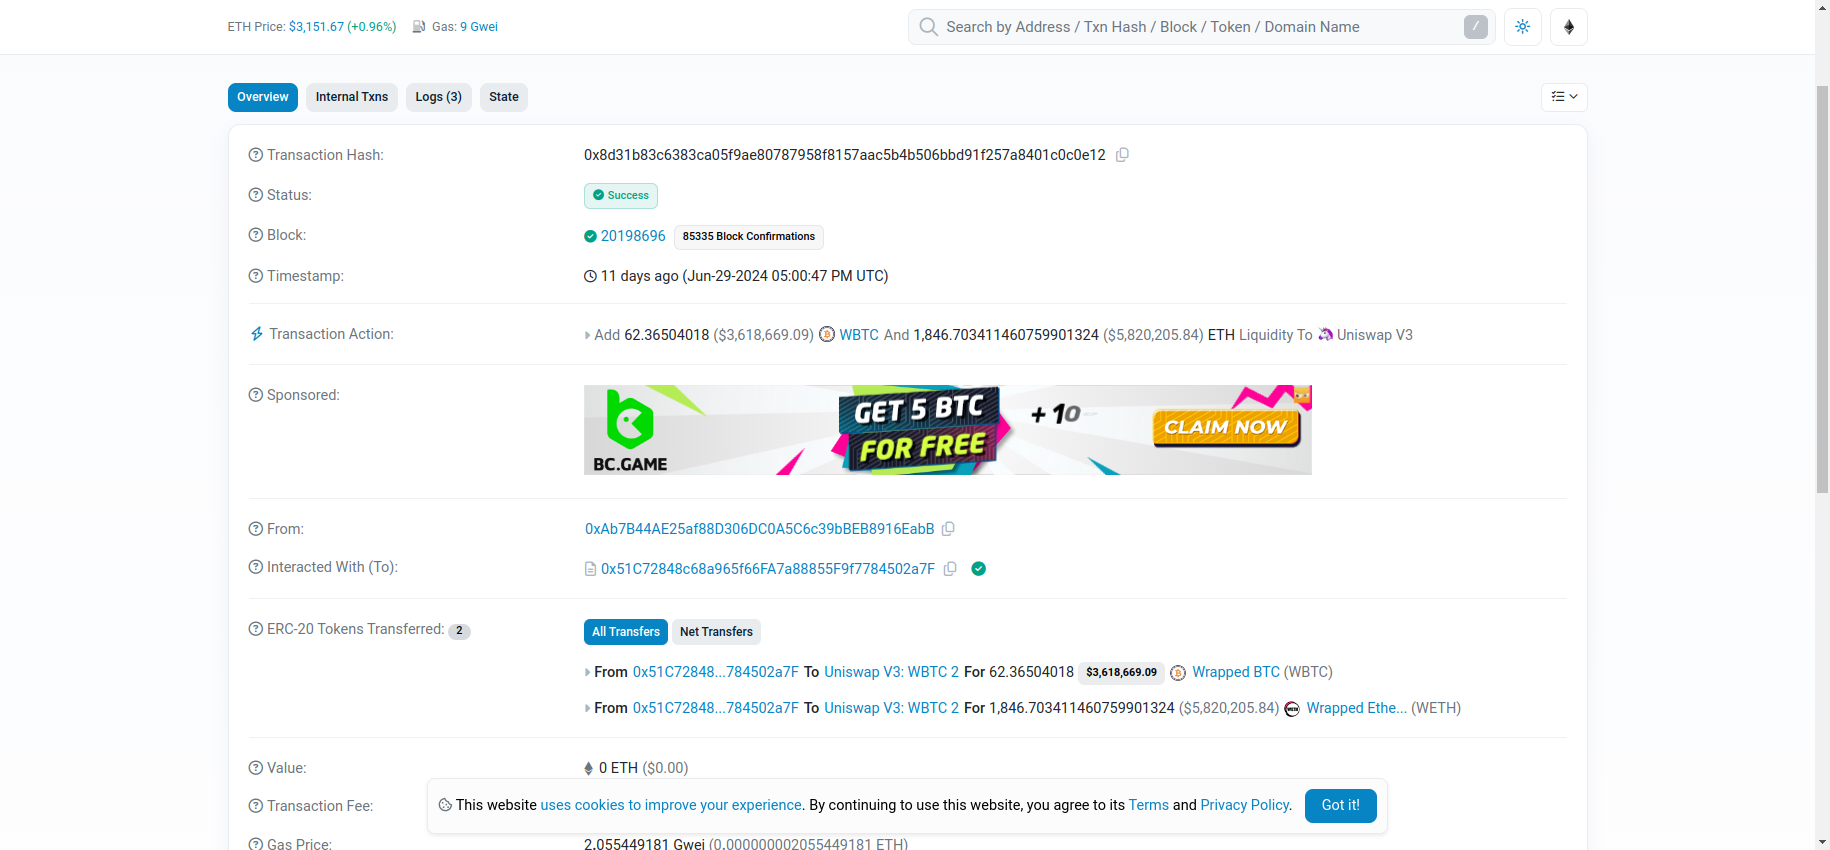 ETH Price: $3,151.67 (+0.96%) Gas: 9 Gwei Search by Address / Txn Hash / Block / Token / Domain Name /
Overview Internal Txns Logs (3) State
Transaction Hash: 0x8d31b83c6383ca05f9ae80787958f8157aac5b4b506bbd91f257a8401c0c0e12
Status: Success
Block: 20198696 85335 Block Confirmations
Timestamp: 11 days ago (Jun-29-2024 05:00:47 PM UTC)
Transaction Action: Add 62.36504018 ($3,618,669.09) WBTC And 1,846.703411460759901324 ($5,820,205.84) ETH Liquidity To Uniswap V3
Sponsored:
BC.GAME
GET 5 BTC
FOR FREE
+ 10
CLAIM NOW
From: 0xAb7B44AE25af88D306DC0A5C6c39bBEB8916EabB
Interacted With (To): 0x51C72848c68a965f66FA7a88855F9f7784502a7F
ERC-20 Tokens Transferred: 2 All Transfers Net Transfers
From 0x51C72848...784502a7F To Uniswap V3: WBTC 2 For 62.36504018 $3,618,669.09 Wrapped BTC (WBTC)
From 0x51C72848...784502a7F To Uniswap V3: WBTC 2 For 1,846.703411460759901324 ($5,820,205.84) Wrapped Ethe... (WETH)
Value: 0 ETH ($0.00)
Transaction Fee:
This website uses cookies to improve your experience. By continuing to use this website, you agree to its Terms and Privacy Policy. Got it!
Gas Price: 2.055449181 Gwei (0.000000002055449181 ETH)